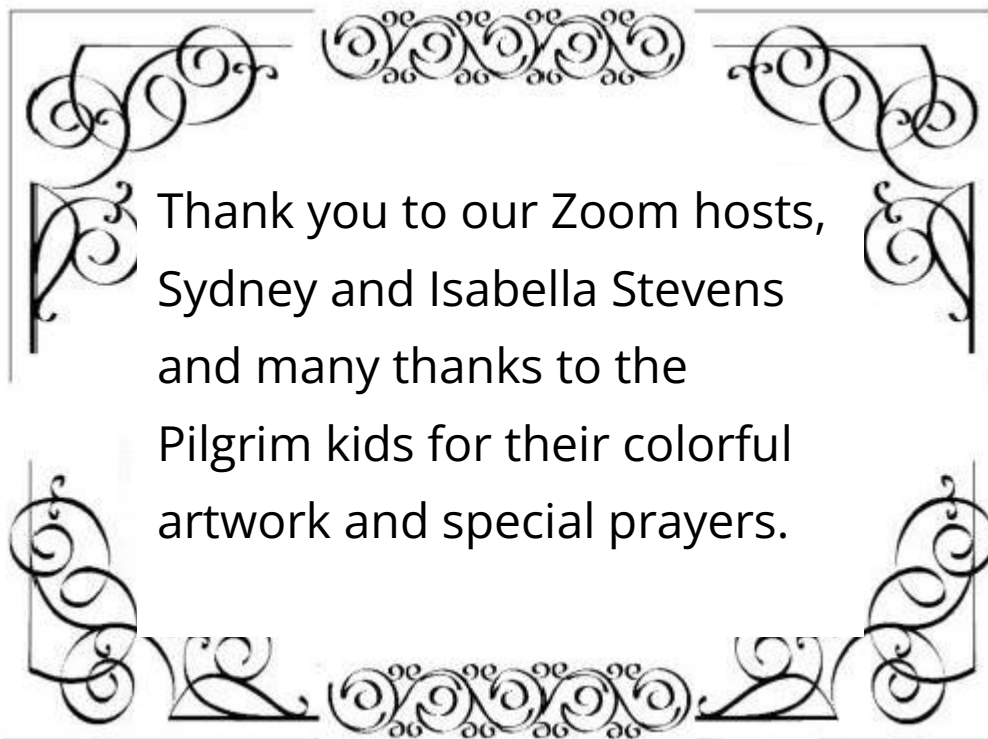 Thank you to our Zoom hosts,
Sydney and Isabella Stevens
and many thanks to the
Pilgrim kids for their colorful
artwork and special prayers.